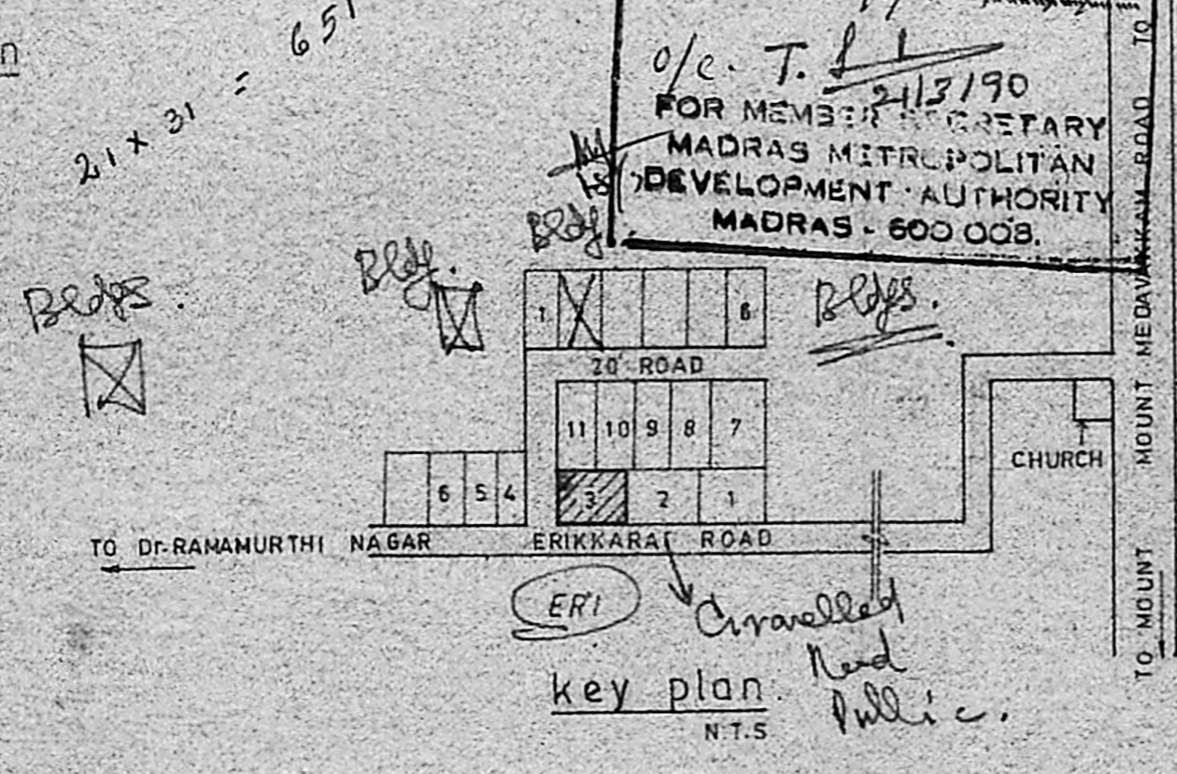 21 x 31 = 651
o/c. T.
21/3/90
FOR MEMBER SECRETARY
MADRAS METROPOLITAN
DEVELOPMENT AUTHORITY
MADRAS - 600 008.
Bldg.
Bldg.
Bldgs.
Bldgs.
1 6
20' ROAD
11 10 9 8 7
6 5 4
3 2 1
CHURCH
TO Dr. RAMAMURTHI NAGAR
ERIKKARAI ROAD
MOUNT MEDAVAKKAM ROAD TO
TO MOUNT
ERI
Gravelled
Road
Public.
key plan.
N.T.S